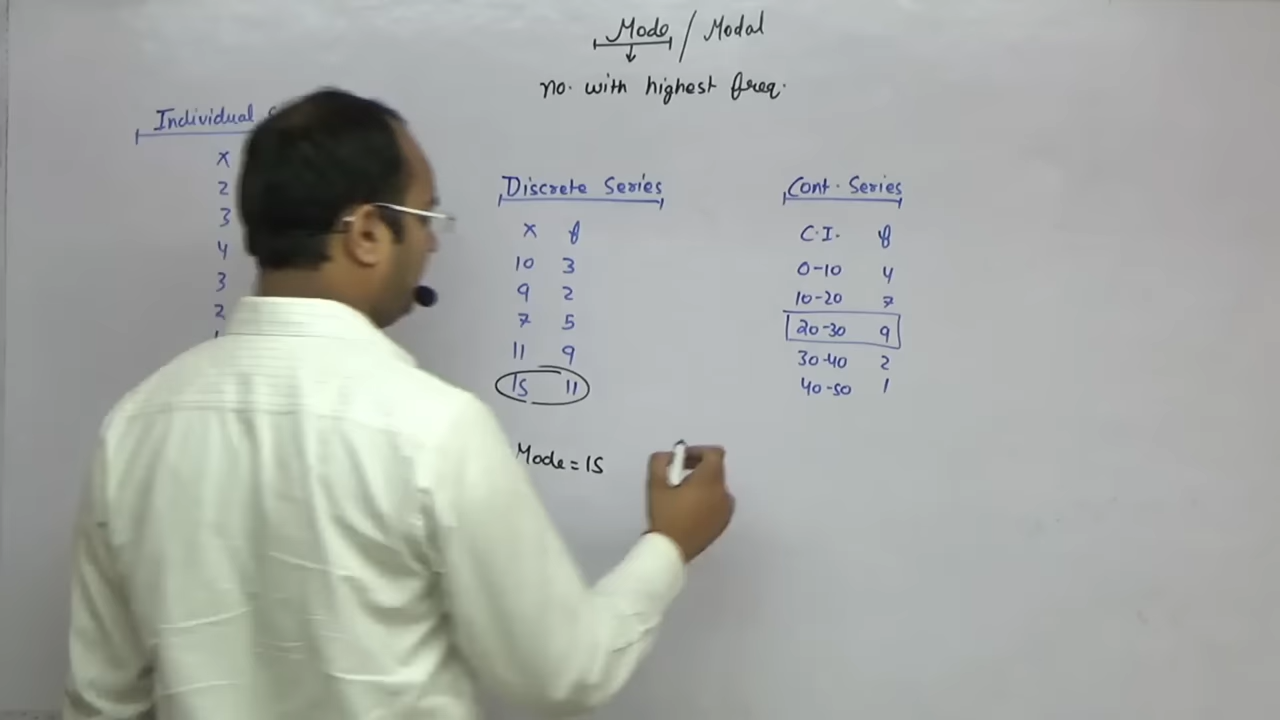 Mode / Modal
no. with highest freq.
Individual
x
2
3
4
3
2
Discrete Series
x f
10 3
9 2
7 5
11 9
15 11
Mode = 15
Cont. Series
C.I. f
0-10 4
10-20 7
20-30 9
30-40 2
40-50 1